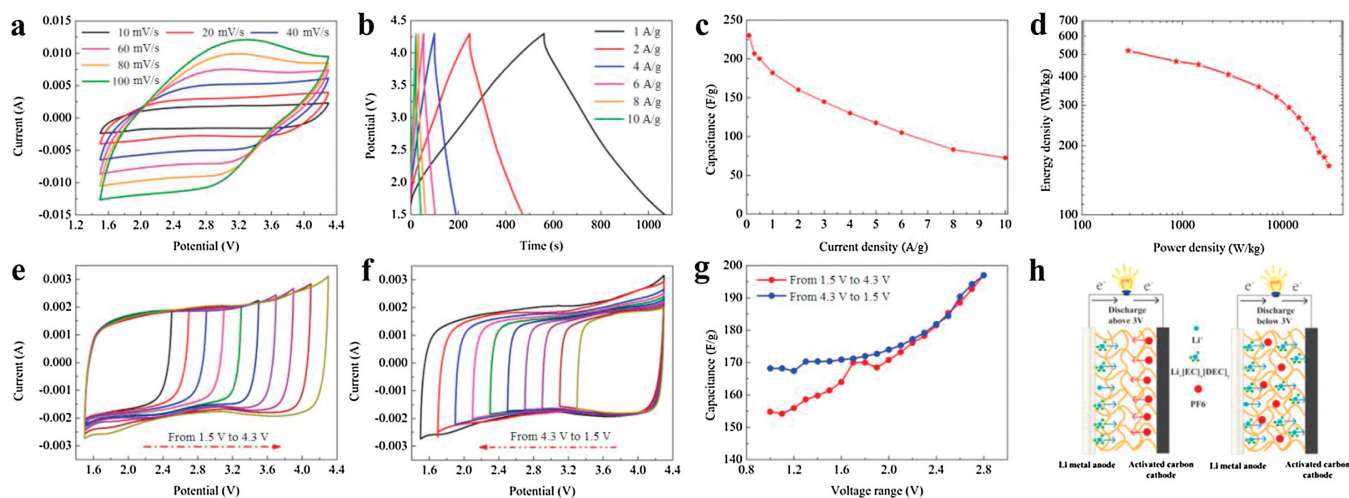 a
10 mV/s 20 mV/s 40 mV/s
60 mV/s
80 mV/s
100 mV/s
Current (A)
0.015
0.010
0.005
0.000
-0.005
-0.010
-0.015
1.2 1.6 2.0 2.4 2.8 3.2 3.6 4.0 4.4
Potential (V)
b
1 A/g
2 A/g
4 A/g
6 A/g
8 A/g
10 A/g
Potential (V)
4.5
4.0
3.5
3.0
2.5
2.0
1.5
0 200 400 600 800 1000
Time (s)
c
Capacitance (F/g)
250
200
150
100
50
0
0 1 2 3 4 5 6 7 8 9 10
Current density (A/g)
d
Energy density (Wh/kg)
700
600
500
400
300
200
100
100 1000 10000
Power density (W/kg)
e
Current (A)
0.003
0.002
0.001
0.000
-0.001
-0.002
-0.003
From 1.5 V to 4.3 V
1.6 2.0 2.4 2.8 3.2 3.6 4.0 4.4
Potential (V)
f
Current (A)
0.003
0.002
0.001
0.000
-0.001
-0.002
-0.003
From 4.3 V to 1.5 V
1.6 2.0 2.4 2.8 3.2 3.6 4.0 4.4
Potential (V)
g
From 1.5 V to 4.3 V
From 4.3 V to 1.5 V
Capacitance (F/g)
200
190
180
170
160
150
140
0.8 1.2 1.6 2.0 2.4 2.8
Voltage range (V)
h
e⁻ e⁻
Discharge
above 3V
e⁻ e⁻
Discharge
below 3V
Li⁺
PF6⁻
Li metal anode
Activated carbon
cathode
Li metal anode
Activated carbon
cathode